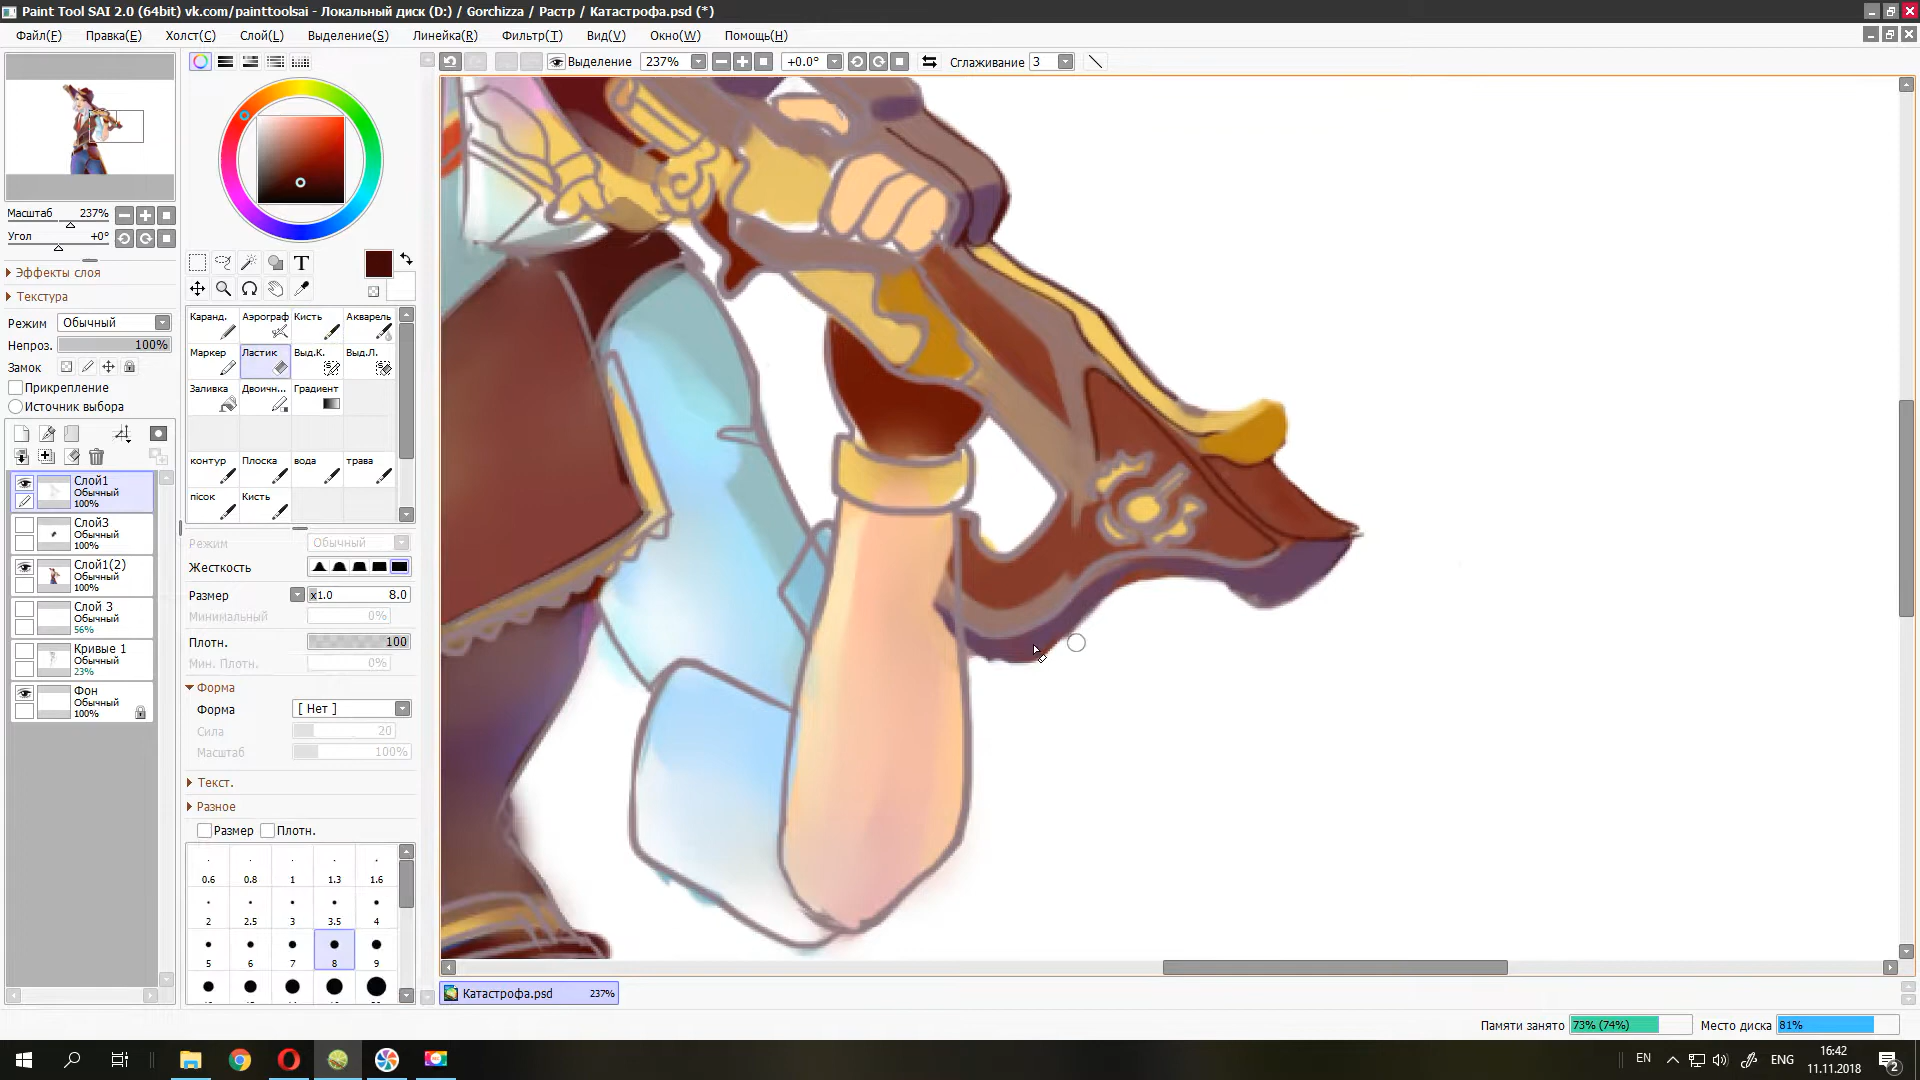 Paint Tool SAI 2.0 (64bit) vk.com/painttoolsai - Локальный диск (D:) / Gorchizza / Растр / Катастрофа.psd (*)
Файл(F) Правка(E) Холст(C) Слой(L) Выделение(S) Линейка(R) Фильтр(T) Вид(V) Окно(W) Помощь(H)
Выделение 237% +0.0° Сглаживание 3
Масштаб 237%
Угол +0°
Эффекты слоя
Текстура
Режим Обычный
Непроз. 100%
Замок
Прикрепление
Источник выбора
Слой1
Обычный
100%
Слой3
Обычный
100%
Слой1(2)
Обычный
100%
Слой 3
Обычный
56%
Кривые 1
Обычный
23%
Фон
Обычный
100%
T
Каранд. Аэрограф Кисть Акварель
Маркер Ластик Выд.К. Выд.Л.
Заливка Двоичн... Градиент
контур Плоска вода трава
пісок Кисть
Режим Обычный
Жесткость
Размер x1.0 8.0
Минимальный 0%
Плотн. 100
Мин. Плотн. 0%
Форма
Форма [ Нет ]
Сила 20
Масштаб 100%
Текст.
Разное
Размер Плотн.
0.6 0.8 1 1.3 1.6
2 2.5 3 3.5 4
5 6 7 8 9
Катастрофа.psd 237%
Памяти занято 73% (74%) Место диска 81%
EN ENG 16:42
11.11.2018
2